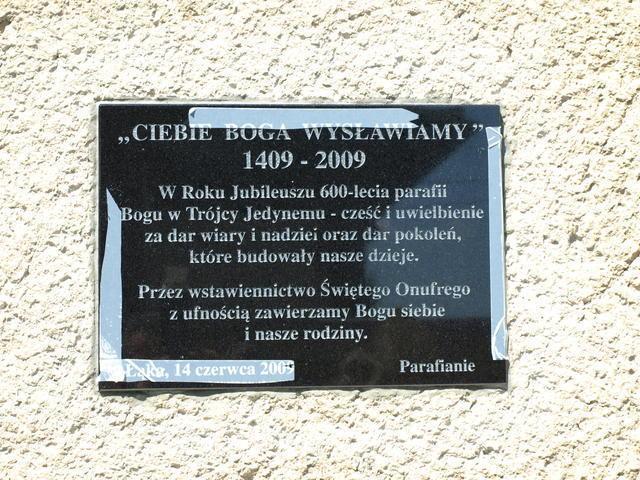 „CIEBIE BOGA WYSŁAWIAMY”
1409 - 2009
W Roku Jubileuszu 600-lecia parafii
Bogu w Trójcy Jedynemu - cześć i uwielbienie
za dar wiary i nadziei oraz dar pokoleń,
które budowały nasze dzieje.
Przez wstawiennictwo Świętego Onufrego
z ufnością zawierzamy Bogu siebie
i nasze rodziny.
Łąka, 14 czerwca 2009
Parafianie